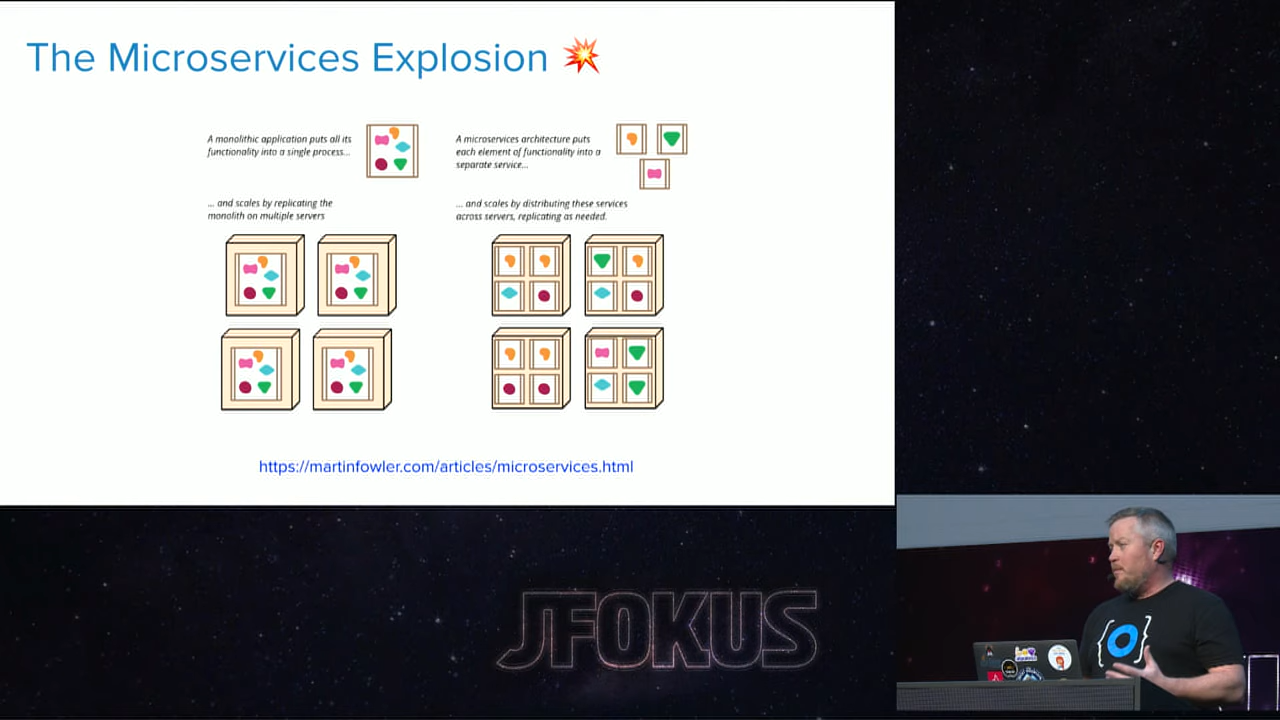 The Microservices Explosion 💥
A monolithic application puts all its
functionality into a single process...
... and scales by replicating the
monolith on multiple servers
A microservices architecture puts
each element of functionality into a
separate service...
... and scales by distributing these services
across servers, replicating as needed.
https://martinfowler.com/articles/microservices.html
JFOKUS